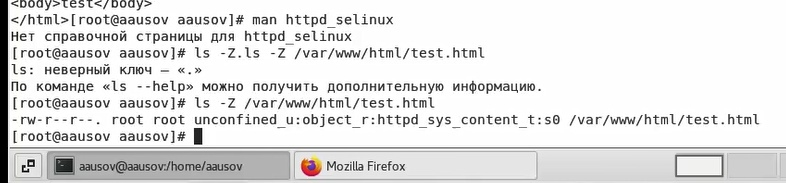 <body>test</body>
</html>[root@aausov aausov]# man httpd_selinux
Нет справочной страницы для httpd_selinux
[root@aausov aausov]# ls -Z.ls -Z /var/www/html/test.html
ls: неверный ключ — «.»
По команде «ls --help» можно получить дополнительную информацию.
[root@aausov aausov]# ls -Z /var/www/html/test.html
-rw-r--r--. root root unconfined_u:object_r:httpd_sys_content_t:s0 /var/www/html/test.html
[root@aausov aausov]#
aausov@aausov:/home/aausov
Mozilla Firefox